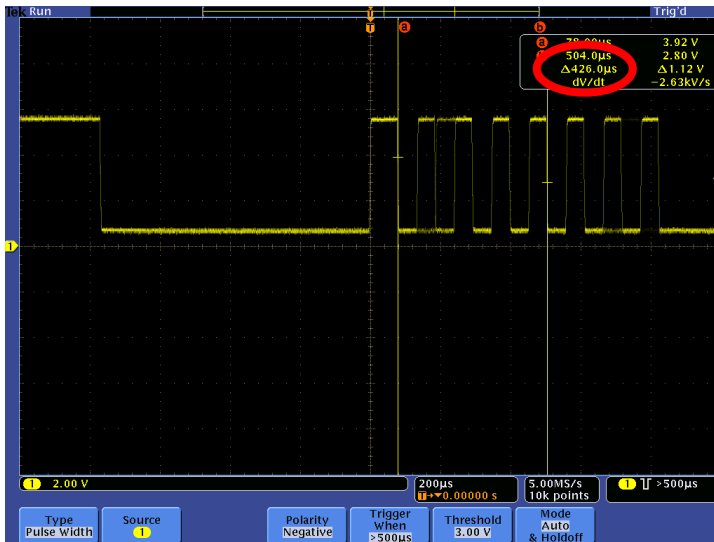 Tek Run
Trig'd
T
T
a
b
a 78.00µs 3.92 V
504.0µs 2.80 V
Δ426.0µs Δ1.12 V
dV/dt −2.63kV/s
1
1 2.00 V
200µs
T→▼0.00000 s
5.00MS/s
10k points
1 >500µs
Type
Pulse Width
Source
1
Polarity
Negative
Trigger
When
>500µs
Threshold
3.00 V
Mode
Auto
& Holdoff